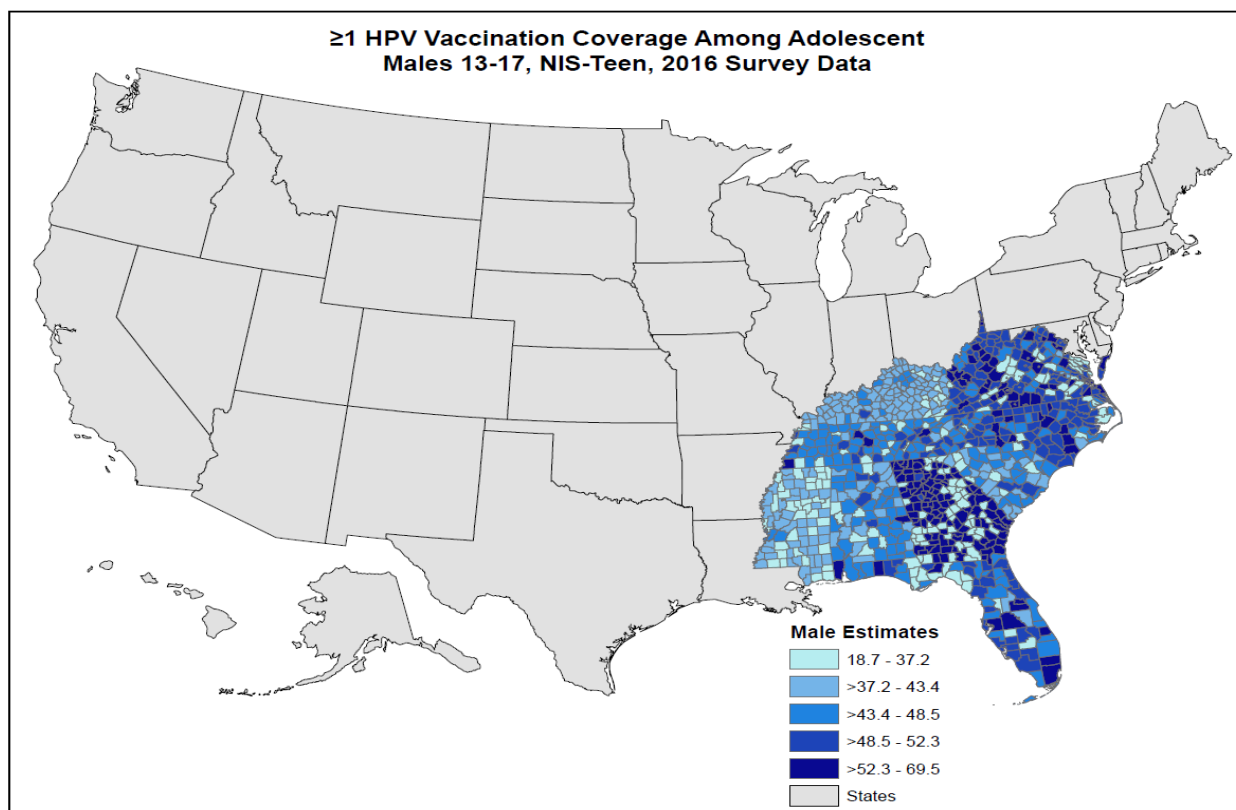 ≥1 HPV Vaccination Coverage Among Adolescent
Males 13-17, NIS-Teen, 2016 Survey Data
Male Estimates
18.7 - 37.2
>37.2 - 43.4
>43.4 - 48.5
>48.5 - 52.3
>52.3 - 69.5
States